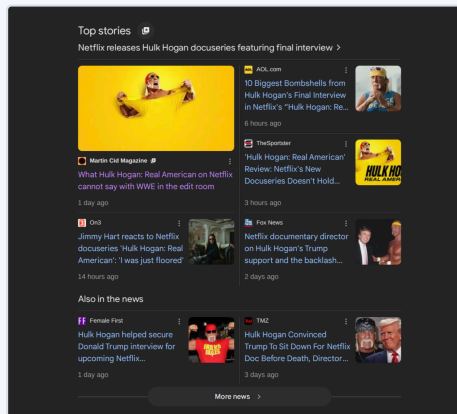 Top stories
Netflix releases Hulk Hogan docuseries featuring final interview >
Martin Cid Magazine
What Hulk Hogan: Real American on Netflix
cannot say with WWE in the edit room
1 day ago
AOL.com
10 Biggest Bombshells from
Hulk Hogan's Final Interview
in Netflix's "Hulk Hogan: Re...
6 hours ago
TheSportster
'Hulk Hogan: Real American'
Review: Netflix's New
Docuseries Doesn't Hold...
3 hours ago
HULK HO
REAL AMER
On3
Jimmy Hart reacts to Netflix
docuseries 'Hulk Hogan: Real
American': 'I was just floored'
14 hours ago
Fox News
Netflix documentary director
on Hulk Hogan's Trump
support and the backlash...
2 days ago
Also in the news
FF Female First
Hulk Hogan helped secure
Donald Trump interview for
upcoming Netflix...
1 day ago
TMZ
Hulk Hogan Convinced
Trump To Sit Down For Netflix
Doc Before Death, Director...
3 days ago
More news >